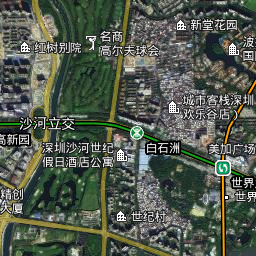 新堂花园
名商
高尔夫球会
红树别院
波
国
城市客栈深圳
欢乐谷店）
沙河立交
高新园
白石洲
美加广场
深圳沙河世纪
假日酒店公寓
世界
世界
精创
大厦
世纪村